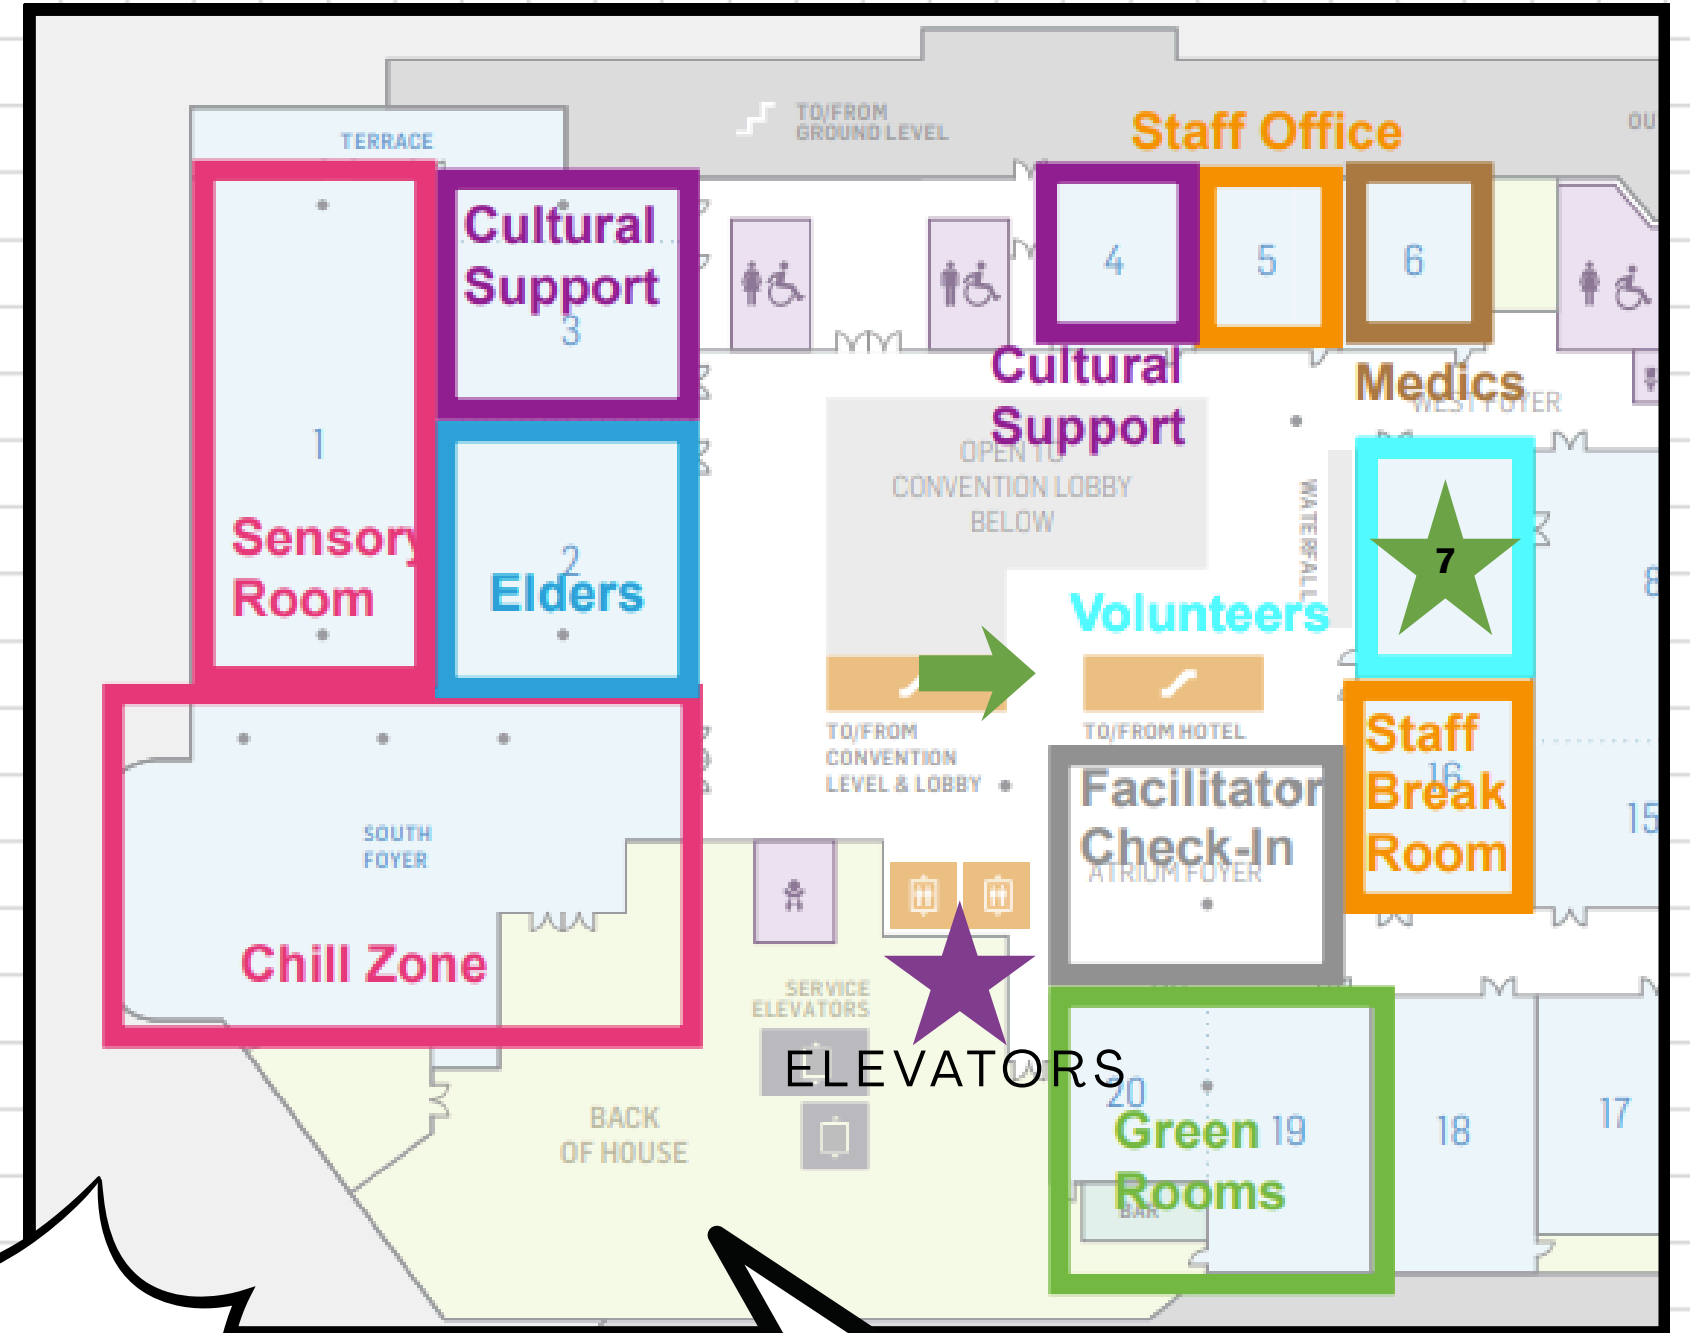 TERRACE
TO/FROM
GROUND LEVEL
Staff Office
OU
Cultural
Support
3
4
5
6
Cultural
Support
Medics
WEST FOYER
1
Sensory
Room
2
Elders
OPEN TO
CONVENTION LOBBY
BELOW
WATERFALL
7
8
Volunteers
TO/FROM
CONVENTION
LEVEL & LOBBY
TO/FROM HOTEL
Staff
16
Break
Room
15
Facilitator
Check-In
ATRIUM FOYER
SOUTH
FOYER
Chill Zone
SERVICE
ELEVATORS
ELEVATORS
BACK
OF HOUSE
20
Green
Rooms
19
BAR
18
17